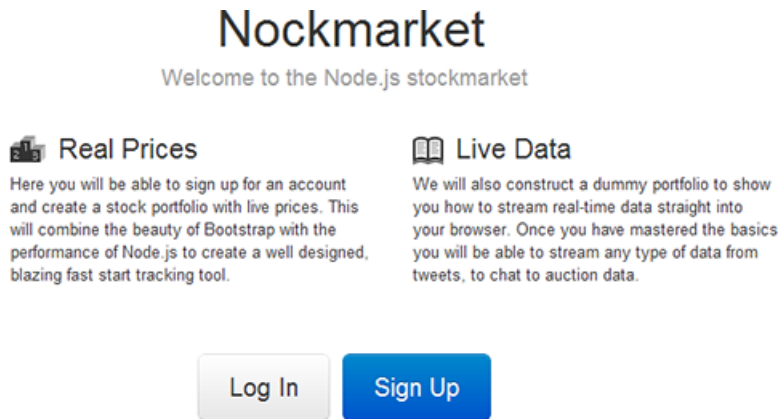 Nockmarket
Welcome to the Node.js stockmarket
Real Prices
Here you will be able to sign up for an account
and create a stock portfolio with live prices. This
will combine the beauty of Bootstrap with the
performance of Node.js to create a well designed,
blazing fast start tracking tool.
Live Data
We will also construct a dummy portfolio to show
you how to stream real-time data straight into
your browser. Once you have mastered the basics
you will be able to stream any type of data from
tweets, to chat to auction data.
Log In
Sign Up